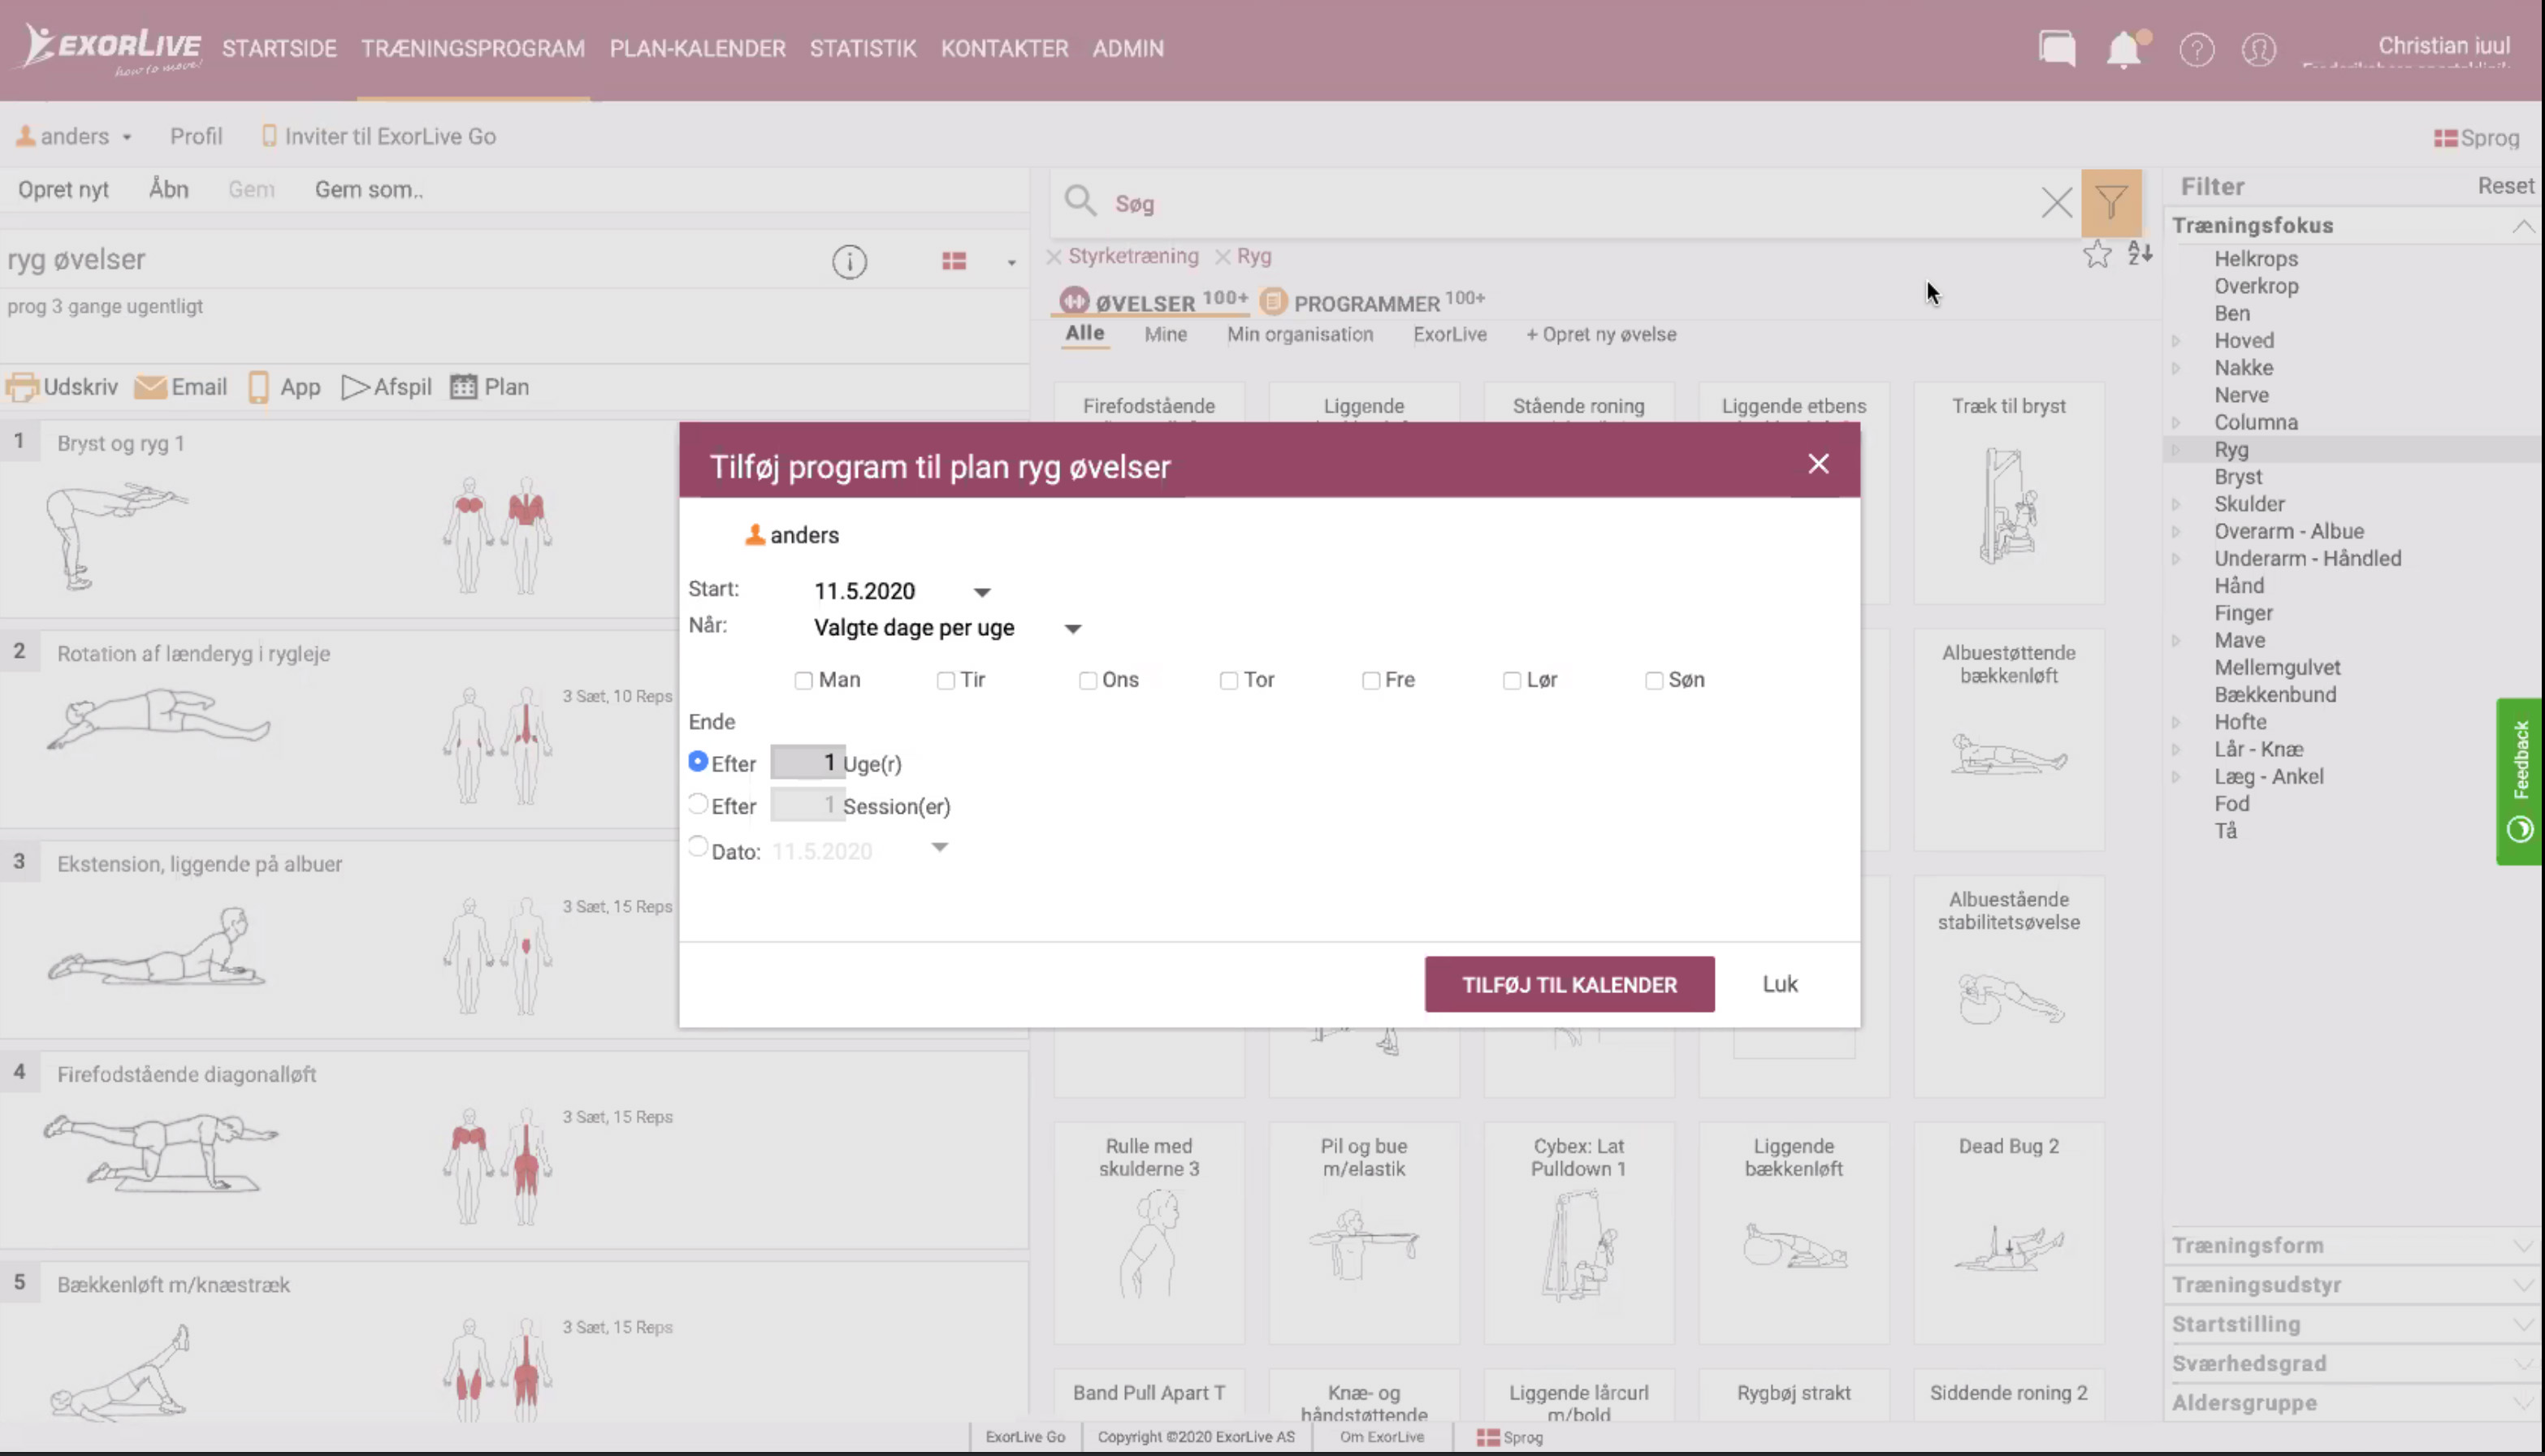 EXORLIVE
how to move!
STARTSIDE TRÆNINGSPROGRAM PLAN-KALENDER STATISTIK KONTAKTER ADMIN
Christian iuul
anders Profil Inviter til ExorLive Go
Sprog
Opret nyt Åbn Gem Gem som..
ryg øvelser
prog 3 gange ugentligt
Udskriv Email App Afspil Plan
1 Bryst og ryg 1
2 Rotation af lænderyg i rygleje
3 Sæt, 10 Reps
3 Ekstension, liggende på albuer
3 Sæt, 15 Reps
4 Firefodstående diagonalløft
3 Sæt, 15 Reps
5 Bækkenløft m/knæstræk
3 Sæt, 15 Reps
Søg
Styrketræning Ryg
ØVELSER 100+ PROGRAMMER 100+
Alle Mine Min organisation ExorLive + Opret ny øvelse
Firefodstående Liggende Stående roning Liggende etbens Træk til bryst
Tilføj program til plan ryg øvelser
anders
Start: 11.5.2020
Når: Valgte dage per uge
Man Tir Ons Tor Fre Lør Søn
Ende
Efter 1 Uge(r)
Efter 1 Session(er)
Dato: 11.5.2020
TILFØJ TIL KALENDER Luk
Albuestøttende
bækkenløft
Albuestående
stabilitetsøvelse
Rulle med
skulderne 3
Pil og bue
m/elastik
Cybex: Lat
Pulldown 1
Liggende
bækkenløft
Dead Bug 2
Band Pull Apart T
Knæ- og
håndstøttende
Liggende lårcurl
m/bold
Rygbøj strakt
Siddende roning 2
Filter Reset
Træningsfokus
Helkrops
Overkrop
Ben
Hoved
Nakke
Nerve
Columna
Ryg
Bryst
Skulder
Overarm - Albue
Underarm - Håndled
Hånd
Finger
Mave
Mellemgulvet
Bækkenbund
Hofte
Lår - Knæ
Læg - Ankel
Fod
Tå
Feedback
Træningsform
Træningsudstyr
Startstilling
Sværhedsgrad
Aldersgruppe
ExorLive Go Copyright ©2020 ExorLive AS Om ExorLive Sprog